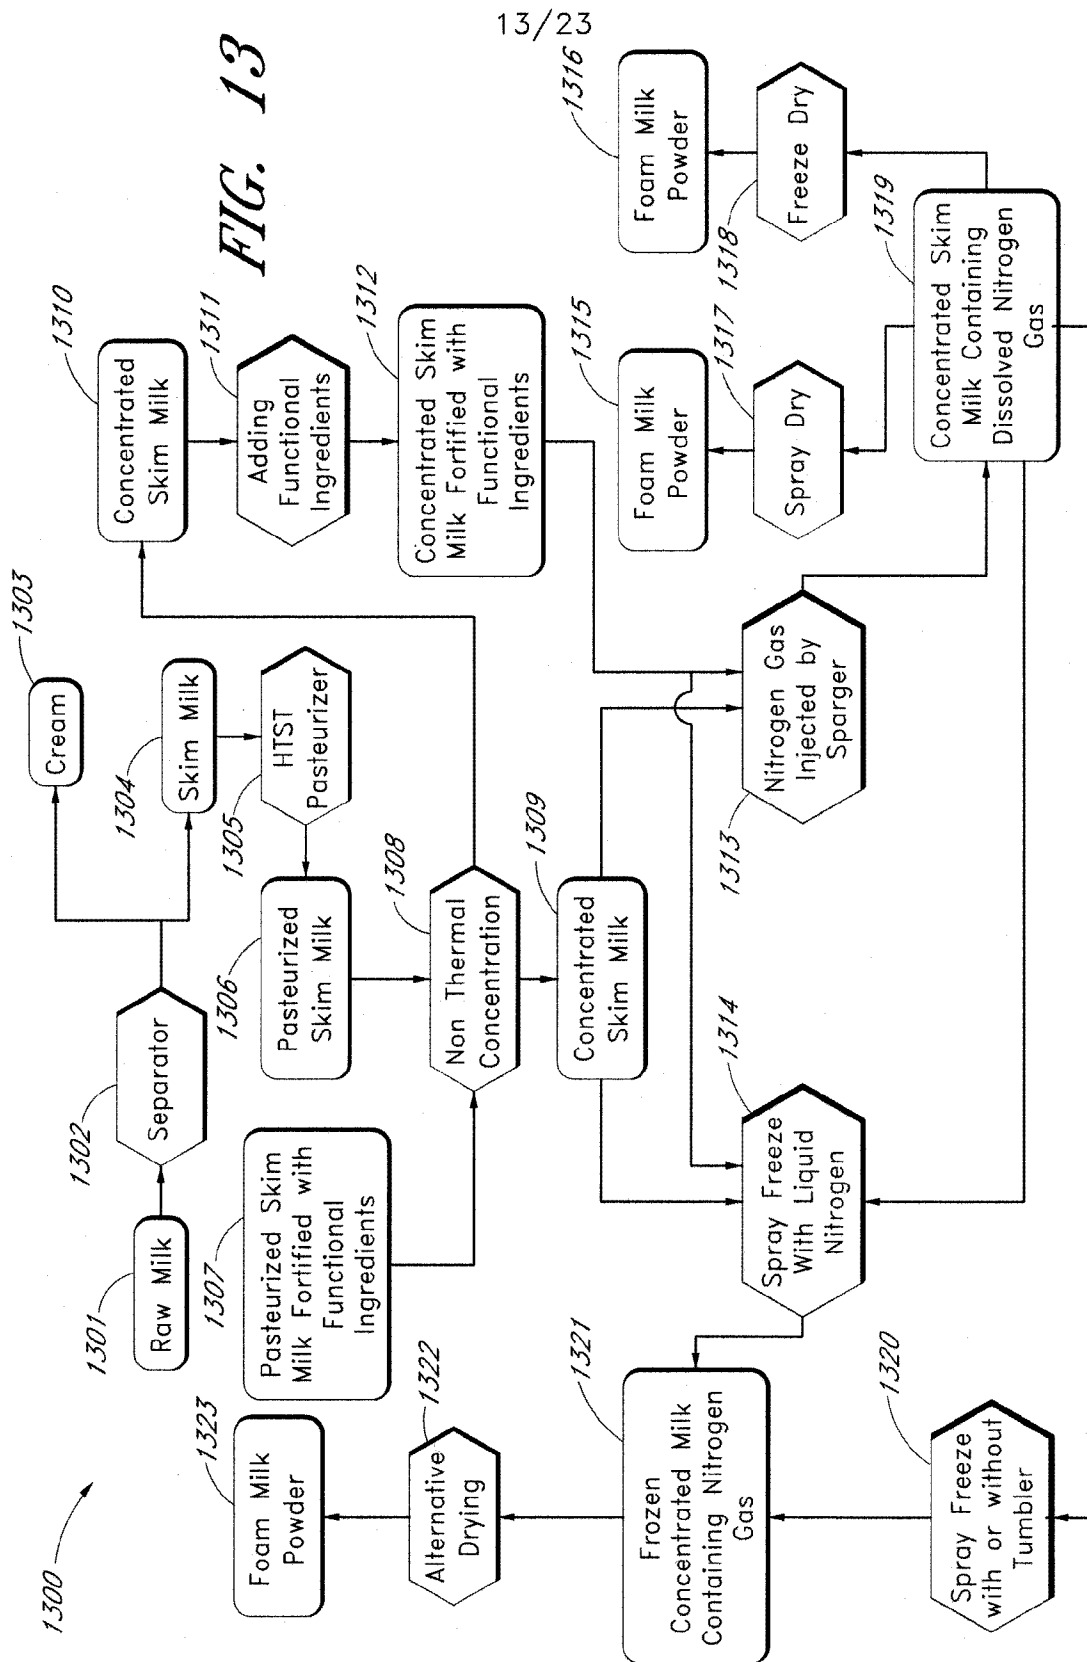 13/23
FIG. 13
1300
1301
Raw Milk
1302
Separator
1303
Cream
1304
Skim Milk
1305
HTST
Pasteurizer
1306
Pasteurized
Skim Milk
1307
Pasteurized Skim
Milk Fortified with
Functional
Ingredients
1308
Non Thermal
Concentration
1309
Concentrated
Skim Milk
1310
Concentrated
Skim Milk
1311
Adding
Functional
Ingredients
1312
Concentrated Skim
Milk Fortified with
Functional
Ingredients
1313
Nitrogen Gas
Injected by
Sparger
1314
Spray Freeze
With Liquid
Nitrogen
1315
Foam Milk
Powder
1316
Foam Milk
Powder
1317
Spray Dry
1318
Freeze Dry
1319
Concentrated Skim
Milk Containing
Dissolved Nitrogen
Gas
1320
Spray Freeze
with or without
Tumbler
1321
Frozen
Concentrated Milk
Containing Nitrogen
Gas
1322
Alternative
Drying
1323
Foam Milk
Powder